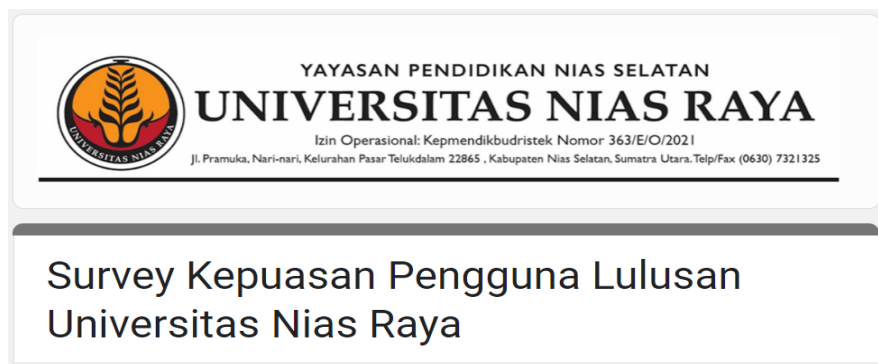 YAYASAN PENDIDIKAN NIAS SELATAN
UNIVERSITAS NIAS RAYA
Izin Operasional: Kepmendikbudristek Nomor 363/E/O/2021
Jl. Pramuka, Nari-nari, Kelurahan Pasar Telukdalam 22865 , Kabupaten Nias Selatan, Sumatra Utara. Telp/Fax (0630) 7321325
UNIVERSITAS NIAS RAYA
Survey Kepuasan Pengguna Lulusan
Universitas Nias Raya